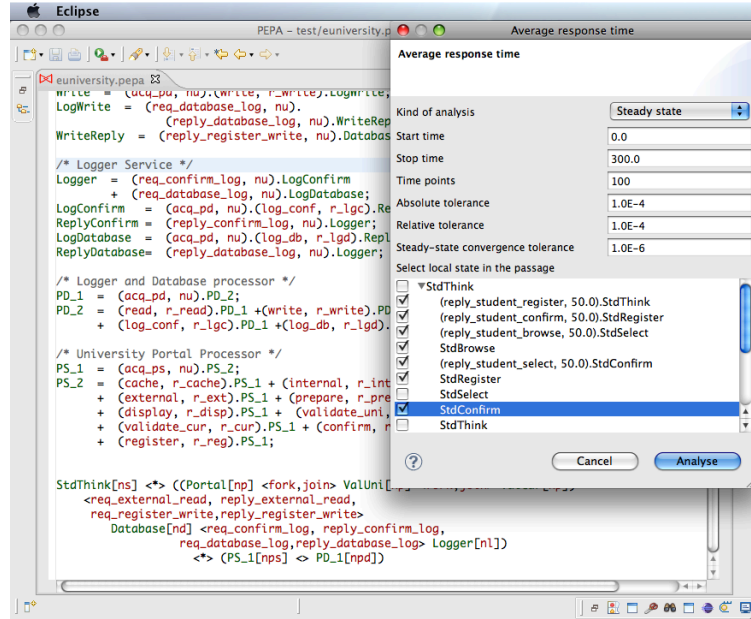 Eclipse
PEPA - test/euniversity.p
Average response time
Average response time
euniversity.pepa
Write = (acq_pd, nu).(write, r_write).LogWrite;
LogWrite = (req_database_log, nu).
(reply_database_log, nu).WriteRep
WriteReply = (reply_register_write, nu).Databas
/* Logger Service */
Logger = (req_confirm_log, nu).LogConfirm
+ (req_database_log, nu).LogDatabase;
LogConfirm = (acq_pd, nu).(log_conf, r_lgc).Re
ReplyConfirm = (reply_confirm_log, nu).Logger;
LogDatabase = (acq_pd, nu).(log_db, r_lgd).Repl
ReplyDatabase= (reply_database_log, nu).Logger;
/* Logger and Database processor */
PD_1 = (acq_pd, nu).PD_2;
PD_2 = (read, r_read).PD_1 +(write, r_write).PD
+ (log_conf, r_lgc).PD_1 +(log_db, r_lgd).
/* University Portal Processor */
PS_1 = (acq_ps, nu).PS_2;
PS_2 = (cache, r_cache).PS_1 + (internal, r_int
+ (external, r_ext).PS_1 + (prepare, r_pre
+ (display, r_disp).PS_1 + (validate_uni,
+ (validate_cur, r_cur).PS_1 + (confirm, r
+ (register, r_reg).PS_1;
StdThink[ns] <*> ((Portal[np] <fork,join> ValUni[
<req_external_read, reply_external_read,
req_register_write,reply_register_write>
Database[nd] <req_confirm_log, reply_confirm_log,
req_database_log,reply_database_log> Logger[nl])
<*> (PS_1[nps] <> PD_1[npd])
Kind of analysis Steady state
Start time 0.0
Stop time 300.0
Time points 100
Absolute tolerance 1.0E-4
Relative tolerance 1.0E-4
Steady-state convergence tolerance 1.0E-6
Select local state in the passage
StdThink
(reply_student_register, 50.0).StdThink
(reply_student_confirm, 50.0).StdRegister
(reply_student_browse, 50.0).StdSelect
StdBrowse
(reply_student_select, 50.0).StdConfirm
StdRegister
StdSelect
StdConfirm
StdThink
? Cancel Analyse